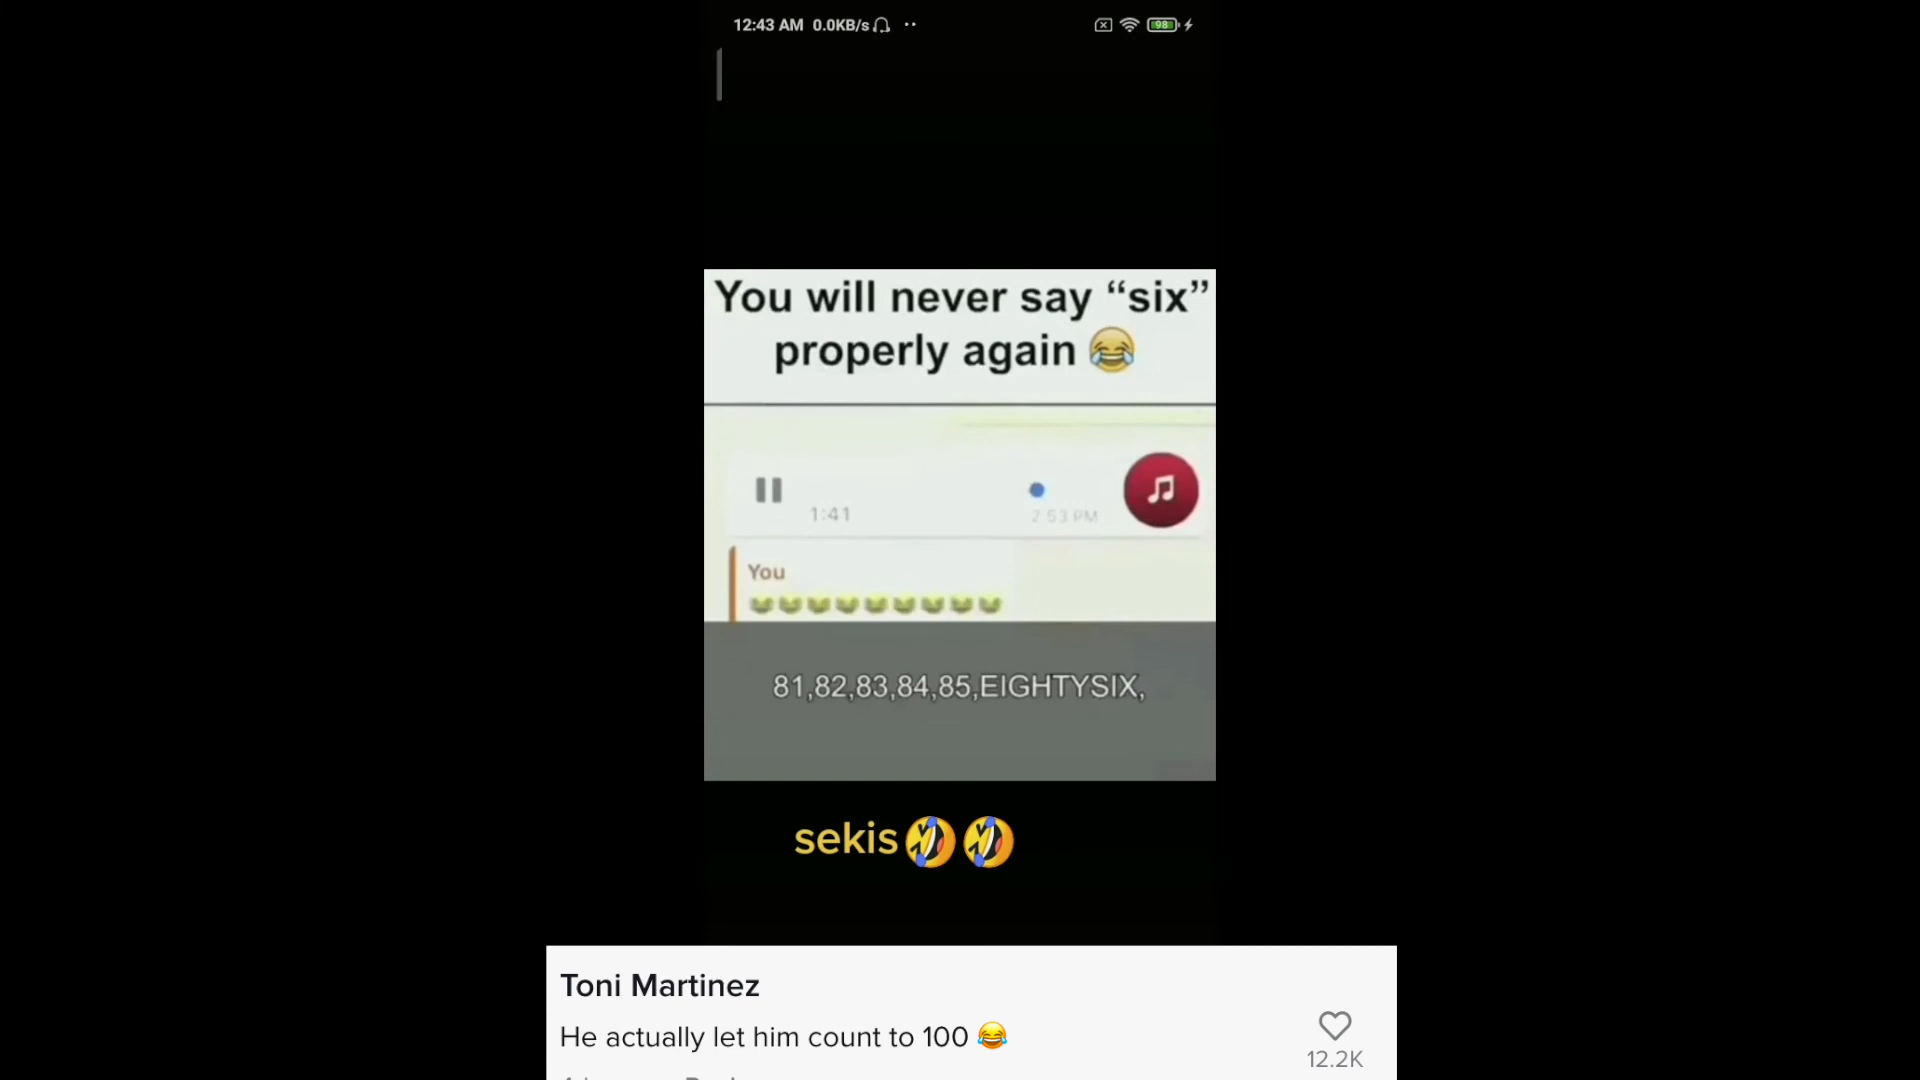 12:43 AM 0.0KB/s
98
You will never say “six”
properly again 😂
1:41
2:53 PM
You
81,82,83,84,85,EIGHTYSIX,
sekis🤣🤣
Toni Martinez
He actually let him count to 100 😂
12.2K